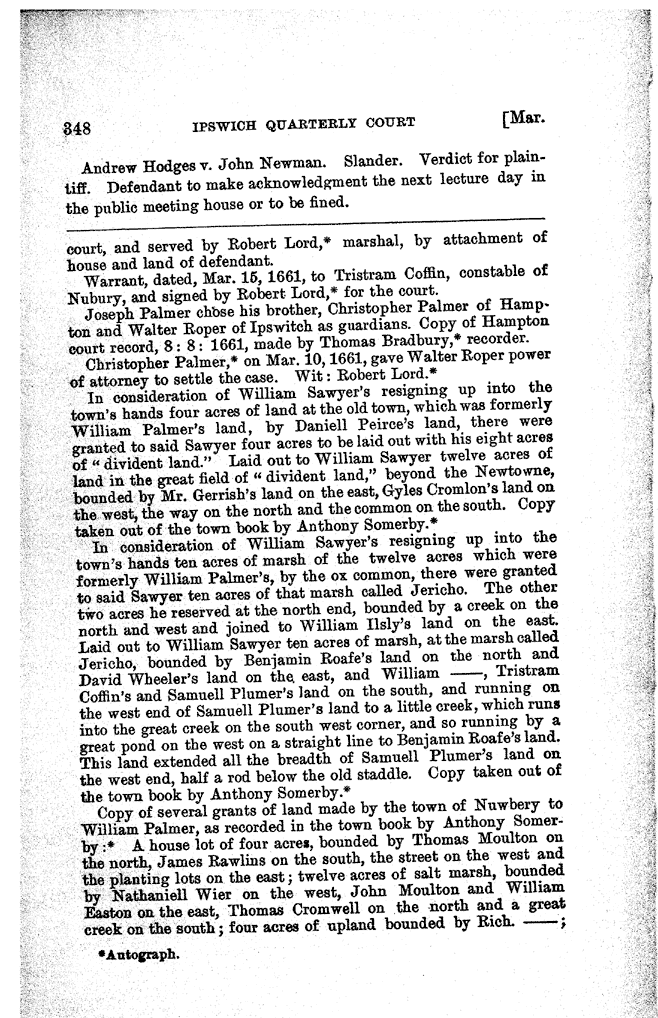 348 IPSWICH QUARTERLY COURT [Mar.
Andrew Hodges v. John Newman. Slander. Verdict for plain-
tiff. Defendant to make acknowledgment the next lecture day in
the public meeting house or to be fined.
court, and served by Robert Lord,* marshal, by attachment of
house and land of defendant.
Warrant, dated, Mar. 15, 1661, to Tristram Coffin, constable of
Nubury, and signed by Robert Lord,* for the court.
Joseph Palmer chose his brother, Christopher Palmer of Hamp-
ton and Walter Roper of Ipswitch as guardians. Copy of Hampton
court record, 8: 8: 1661, made by Thomas Bradbury,* recorder.
Christopher Palmer,* on Mar. 10, 1661, gave Walter Roper power
of attorney to settle the case. Wit: Robert Lord.*
In consideration of William Sawyer's resigning up into the
town's hands four acres of land at the old town, which was formerly
William Palmer's land, by Daniell Peirce's land, there were
granted to said Sawyer four acres to be laid out with his eight acres
of "divident land." Laid out to William Sawyer twelve acres of
land in the great field of "divident land," beyond the Newtowne,
bounded by Mr. Gerrish's land on the east, Gyles Cromlon's land on
the west, the way on the north and the common on the south. Copy
taken out of the town book by Anthony Somerby.*
In consideration of William Sawyer's resigning up into the
town's hands ten acres of marsh of the twelve acres which were
formerly William Palmer's, by the ox common, there were granted
to said Sawyer ten acres of that marsh called Jericho. The other
two acres he reserved at the north end, bounded by a creek on the
north and west and joined to William Ilsly's land on the east.
Laid out to William Sawyer ten acres of marsh, at the marsh called
Jericho, bounded by Benjamin Roafe's land on the north and
David Wheeler's land on the east, and William ——, Tristram
Coffin's and Samuell Plumer's land on the south, and running on
the west end of Samuell Plumer's land to a little creek, which runs
into the great creek on the south west corner, and so running by a
great pond on the west on a straight line to Benjamin Roafe's land.
This land extended all the breadth of Samuell Plumer's land on
the west end, half a rod below the old staddle. Copy taken out of
the town book by Anthony Somerby.*
Copy of several grants of land made by the town of Nuwbery to
William Palmer, as recorded in the town book by Anthony Somer-
by:* A house lot of four acres, bounded by Thomas Moulton on
the north, James Rawlins on the south, the street on the west and
the planting lots on the east; twelve acres of salt marsh, bounded
by Nathaniell Wier on the west, John Moulton and William
Easton on the east, Thomas Cromwell on the north and a great
creek on the south; four acres of upland bounded by Rich. ——;
*Autograph.